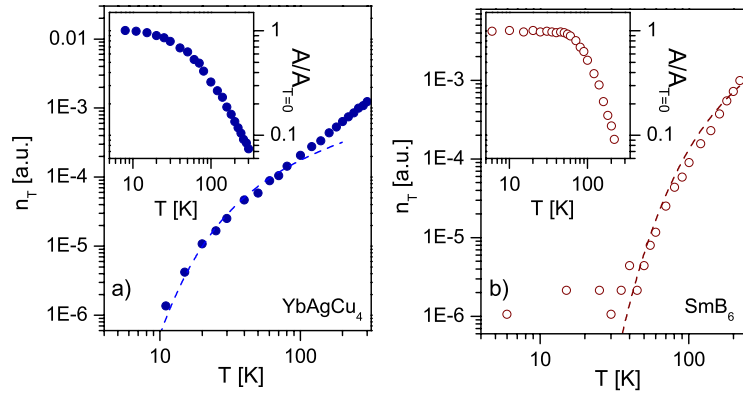 0.01
1E-3
1E-4
1E-5
1E-6
n_T [a.u.]
10
100
T [K]
a)
YbAgCu_4
1
0.1
A/A_{T=0}
10
100
T [K]
1E-3
1E-4
1E-5
1E-6
n_T [a.u.]
10
100
T [K]
b)
SmB_6
1
0.1
A/A_{T=0}
10
100
T [K]